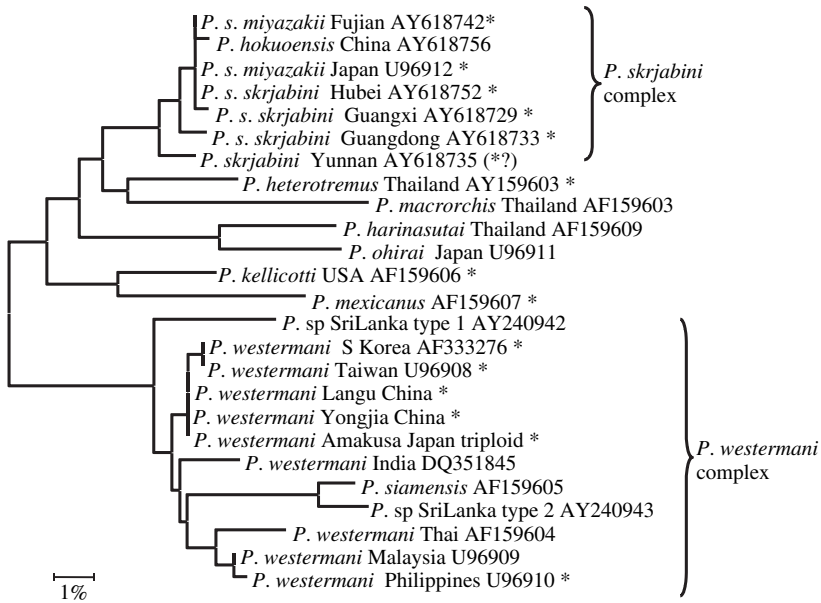 P. s. miyazakii Fujian AY618742*
P. hokuoensis China AY618756
P. s. miyazakii Japan U96912 *
P. s. skrjabini Hubei AY618752 *
P. s. skrjabini Guangxi AY618729 *
P. s. skrjabini Guangdong AY618733 *
P. skrjabini Yunnan AY618735 (*?)
P. skrjabini
complex
P. heterotremus Thailand AY159603 *
P. macrorchis Thailand AF159603
P. harinasutai Thailand AF159609
P. ohirai Japan U96911
P. kellicotti USA AF159606 *
P. mexicanus AF159607 *
P. sp SriLanka type 1 AY240942
P. westermani S Korea AF333276 *
P. westermani Taiwan U96908 *
P. westermani Langu China *
P. westermani Yongjia China *
P. westermani Amakusa Japan triploid *
P. westermani India DQ351845
P. siamensis AF159605
P. sp SriLanka type 2 AY240943
P. westermani Thai AF159604
P. westermani Malaysia U96909
P. westermani Philippines U96910 *
P. westermani
complex
1%